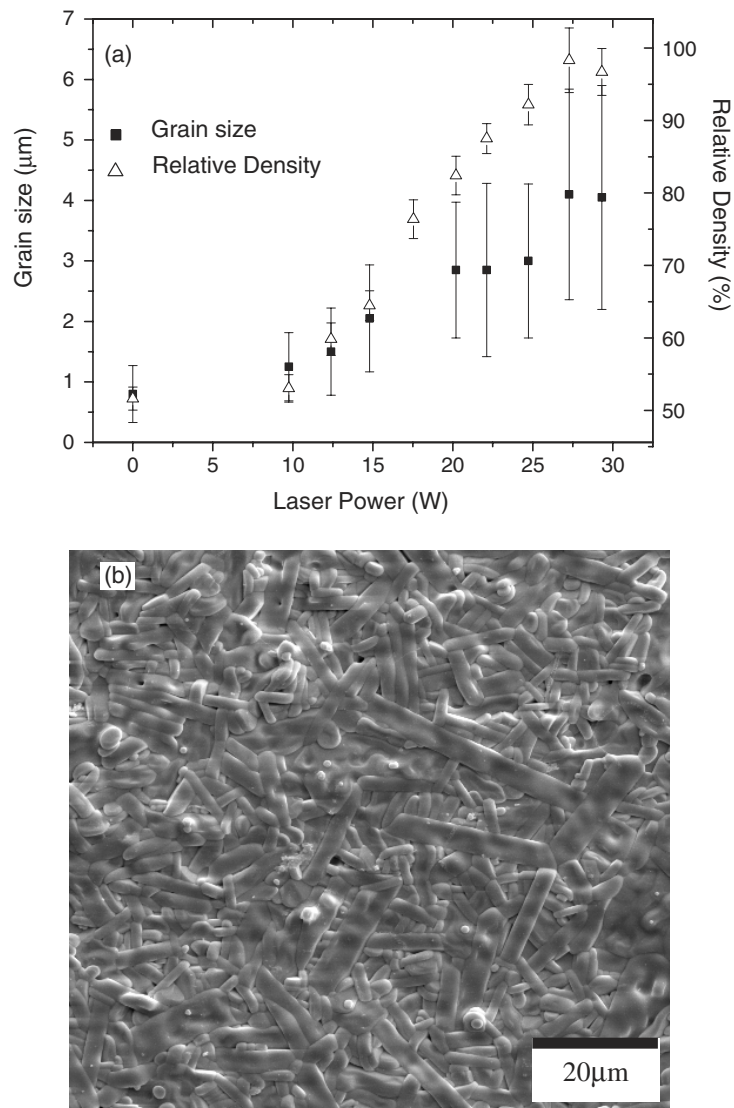 (a)
7
6
5
4
3
2
1
0
Grain size (μm)
Grain size
Relative Density
100
90
80
70
60
50
Relative Density (%)
0 5 10 15 20 25 30
Laser Power (W)
(b)
20μm